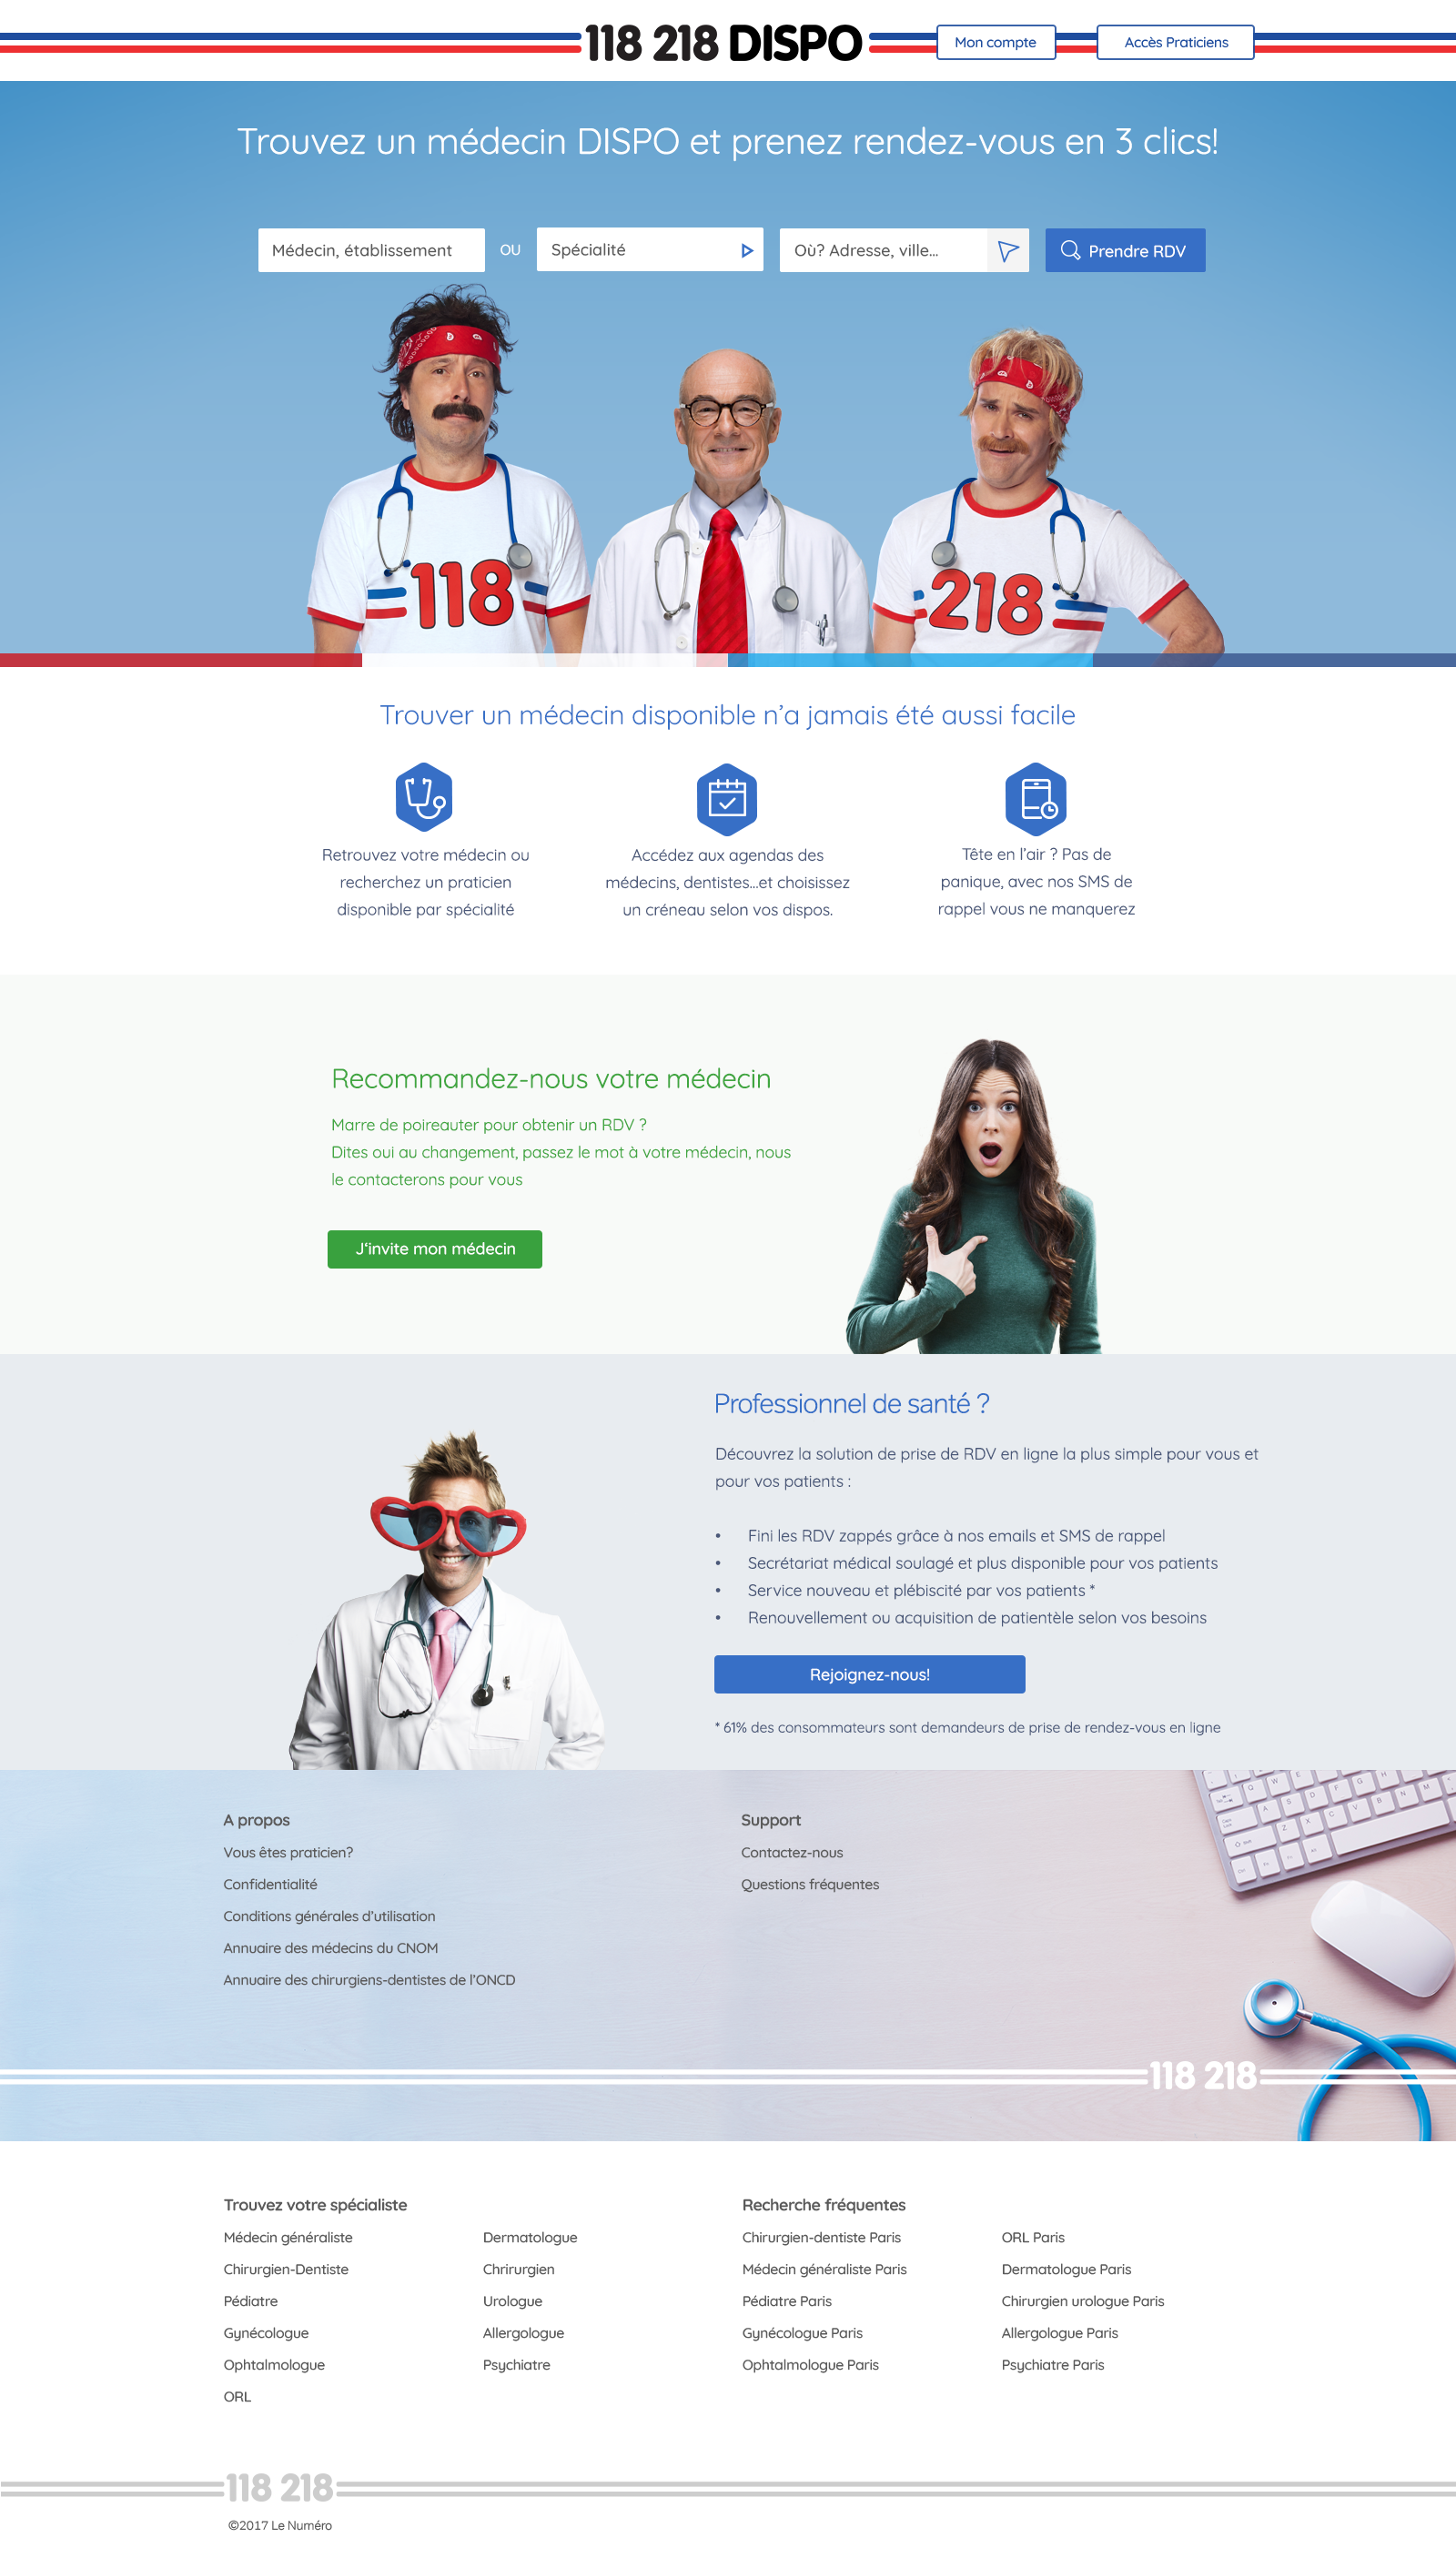 118 218 DISPO
Mon compte
Accès Praticiens
Trouvez un médecin DISPO et prenez rendez-vous en 3 clics!
Médecin, établissement
OU
Spécialité
Où? Adresse, ville...
Prendre RDV
118
218
Trouver un médecin disponible n’a jamais été aussi facile
Retrouvez votre médecin ou
recherchez un praticien
disponible par spécialité
Accédez aux agendas des
médecins, dentistes...et choisissez
un créneau selon vos dispos.
Tête en l’air ? Pas de
panique, avec nos SMS de
rappel vous ne manquerez
Recommandez-nous votre médecin
Marre de poireauter pour obtenir un RDV ?
Dites oui au changement, passez le mot à votre médecin, nous
le contacterons pour vous
J‘invite mon médecin
Professionnel de santé ?
Découvrez la solution de prise de RDV en ligne la plus simple pour vous et
pour vos patients :
• Fini les RDV zappés grâce à nos emails et SMS de rappel
• Secrétariat médical soulagé et plus disponible pour vos patients
• Service nouveau et plébiscité par vos patients *
• Renouvellement ou acquisition de patientèle selon vos besoins
Rejoignez-nous!
* 61% des consommateurs sont demandeurs de prise de rendez-vous en ligne
A propos
Vous êtes praticien?
Confidentialité
Conditions générales d’utilisation
Annuaire des médecins du CNOM
Annuaire des chirurgiens-dentistes de l’ONCD
Support
Contactez-nous
Questions fréquentes
118 218
Trouvez votre spécialiste
Médecin généraliste
Chirurgien-Dentiste
Pédiatre
Gynécologue
Ophtalmologue
ORL
Dermatologue
Chrirurgien
Urologue
Allergologue
Psychiatre
Recherche fréquentes
Chirurgien-dentiste Paris
Médecin généraliste Paris
Pédiatre Paris
Gynécologue Paris
Ophtalmologue Paris
ORL Paris
Dermatologue Paris
Chirurgien urologue Paris
Allergologue Paris
Psychiatre Paris
118 218
©2017 Le Numéro